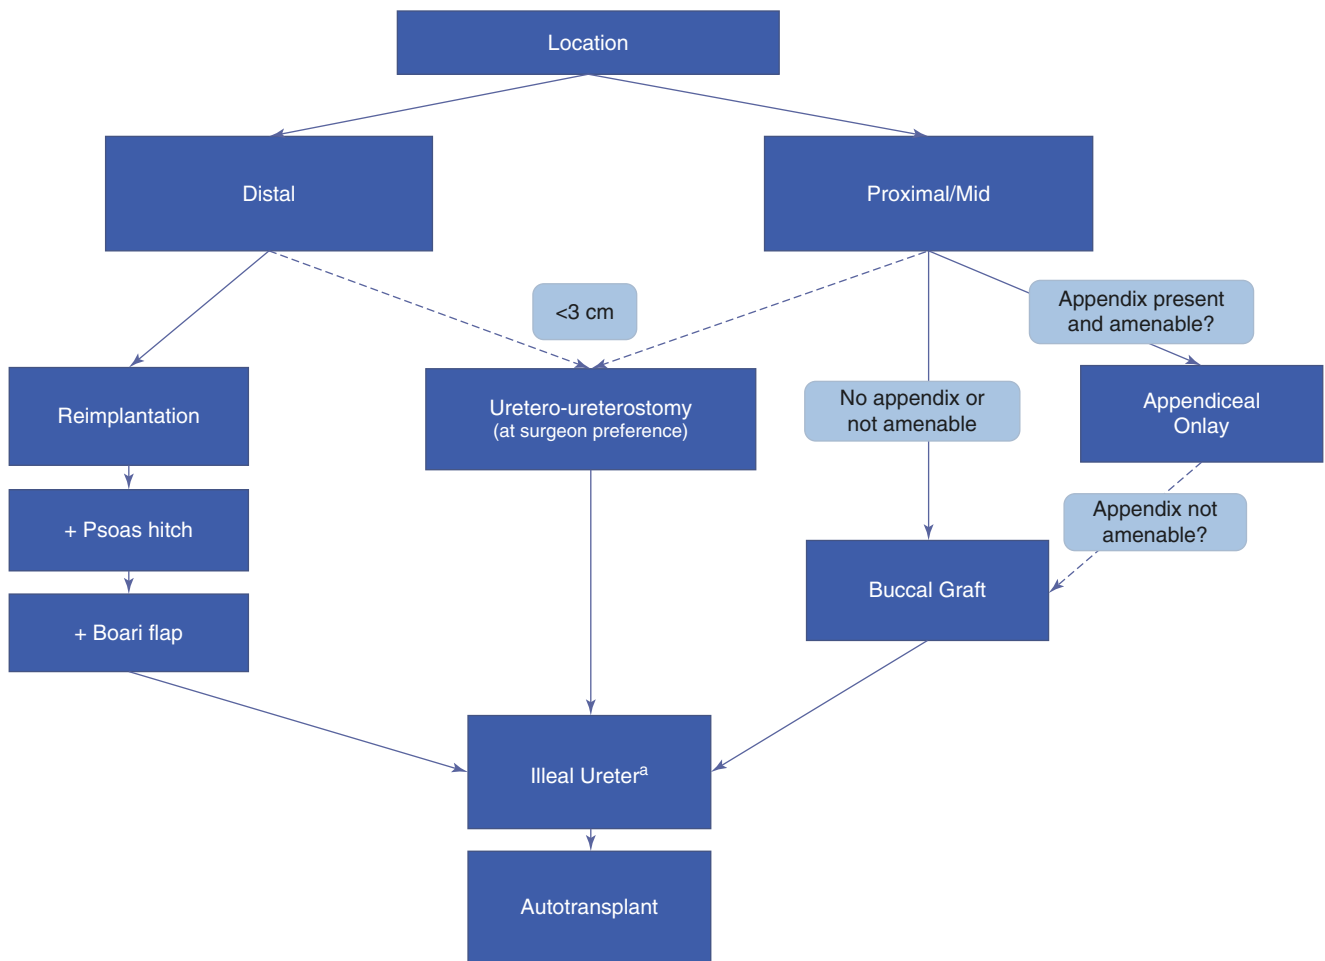 Location
Distal
Proximal/Mid
<3 cm
Appendix present
and amenable?
Reimplantation
Uretero-ureterostomy
(at surgeon preference)
No appendix or
not amenable
Appendiceal
Onlay
+ Psoas hitch
Appendix not
amenable?
+ Boari flap
Buccal Graft
Illeal Ureterᵃ
Autotransplant